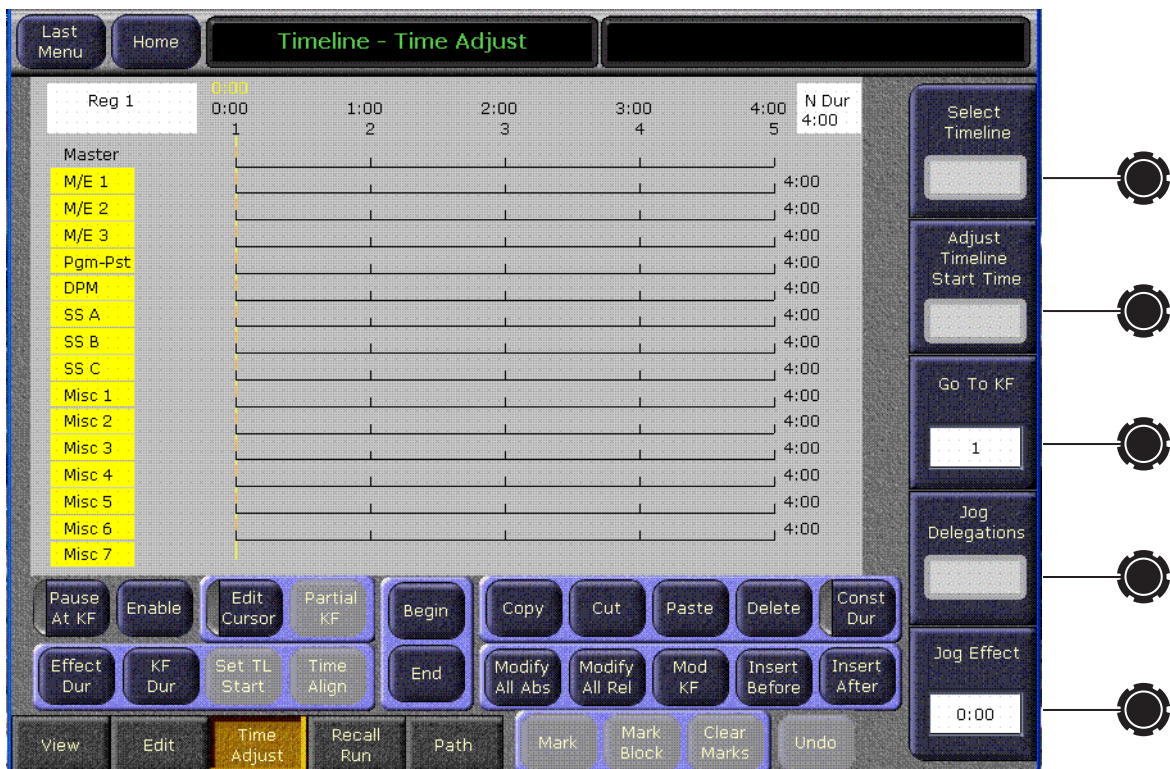 Last
Menu
Home
Timeline - Time Adjust
Reg 1
0:00
0:00 1:00 2:00 3:00 4:00
1 2 3 4 5
N Dur
4:00
Master
M/E 1 4:00
M/E 2 4:00
M/E 3 4:00
Pgm-Pst 4:00
DPM 4:00
SS A 4:00
SS B 4:00
SS C 4:00
Misc 1 4:00
Misc 2 4:00
Misc 3 4:00
Misc 4 4:00
Misc 5 4:00
Misc 6 4:00
Misc 7
Select
Timeline
Adjust
Timeline
Start Time
Go To KF
1
Jog
Delegations
Jog Effect
0:00
Pause
At KF
Enable
Edit
Cursor
Partial
KF
Begin
Copy
Cut
Paste
Delete
Const
Dur
Effect
Dur
KF
Dur
Set TL
Start
Time
Align
End
Modify
All Abs
Modify
All Rel
Mod
KF
Insert
Before
Insert
After
View
Edit
Time
Adjust
Recall
Run
Path
Mark
Mark
Block
Clear
Marks
Undo